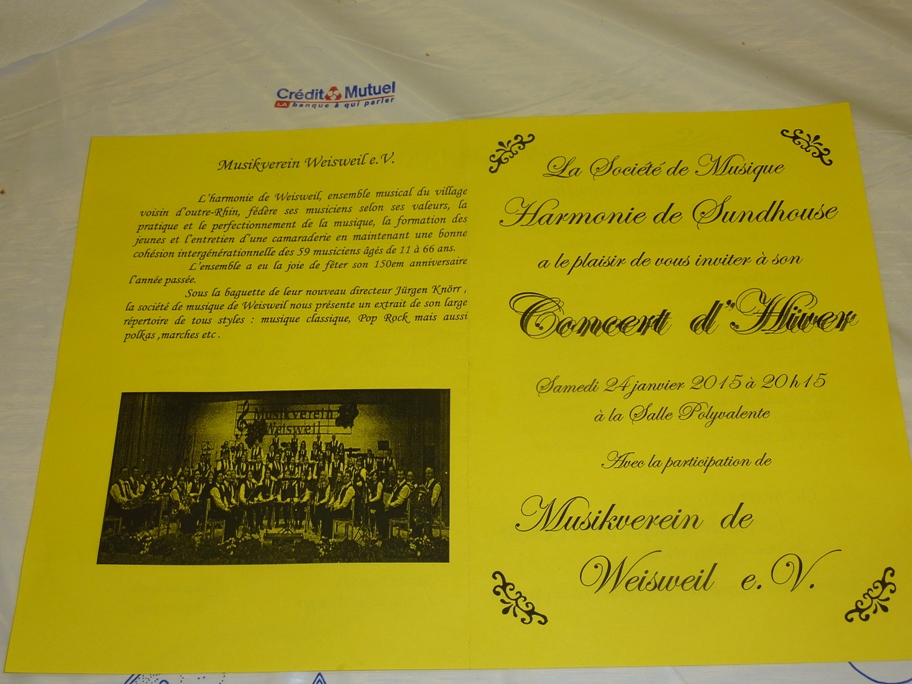 Crédit Mutuel
LA banque à qui parler
Musikverein Weisweil e.V.
L'harmonie de Weisweil, ensemble musical du village
voisin d'outre-Rhin, fédère ses musiciens selon ses valeurs, la
pratique et le perfectionnement de la musique, la formation des
jeunes et l'entretien d'une camaraderie en maintenant une bonne
cohésion intergénérationnelle des 59 musiciens âgés de 11 à 66 ans.
L'ensemble a eu la joie de fêter son 150em anniversaire
l'année passée.
Sous la baguette de leur nouveau directeur Jürgen Knörr ,
la société de musique de Weisweil nous présente un extrait de son large
répertoire de tous styles : musique classique, Pop Rock mais aussi
polkas ,marches etc .
Musikverein
Weisweil
La Société de Musique
Harmonie de Sundhouse
a le plaisir de vous inviter à son
Concert d'Hiver
Samedi 24 janvier 2015 à 20h15
à la Salle Polyvalente
Avec la participation de
Musikverein de
Weisweil e.V.